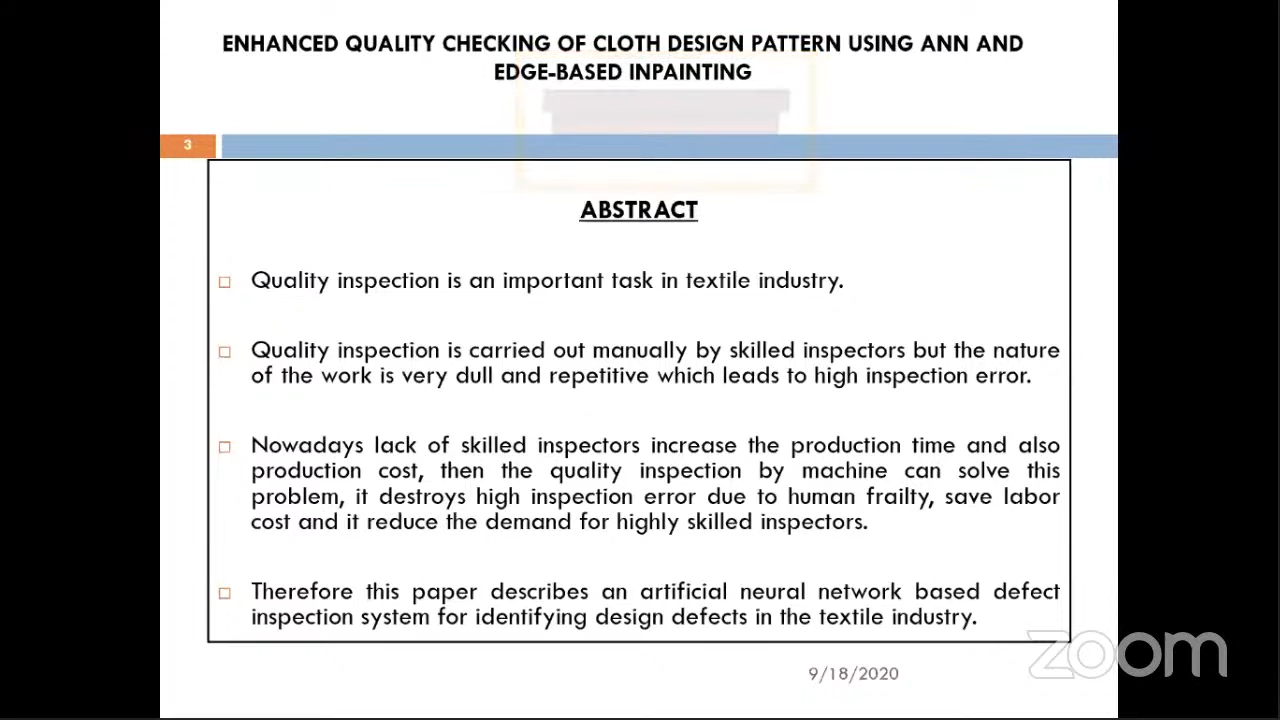 ENHANCED QUALITY CHECKING OF CLOTH DESIGN PATTERN USING ANN AND
EDGE-BASED INPAINTING
3
ABSTRACT
Quality inspection is an important task in textile industry.
Quality inspection is carried out manually by skilled inspectors but the nature
of the work is very dull and repetitive which leads to high inspection error.
Nowadays lack of skilled inspectors increase the production time and also
production cost, then the quality inspection by machine can solve this
problem, it destroys high inspection error due to human frailty, save labor
cost and it reduce the demand for highly skilled inspectors.
Therefore this paper describes an artificial neural network based defect
inspection system for identifying design defects in the textile industry.
zoom
9/18/2020